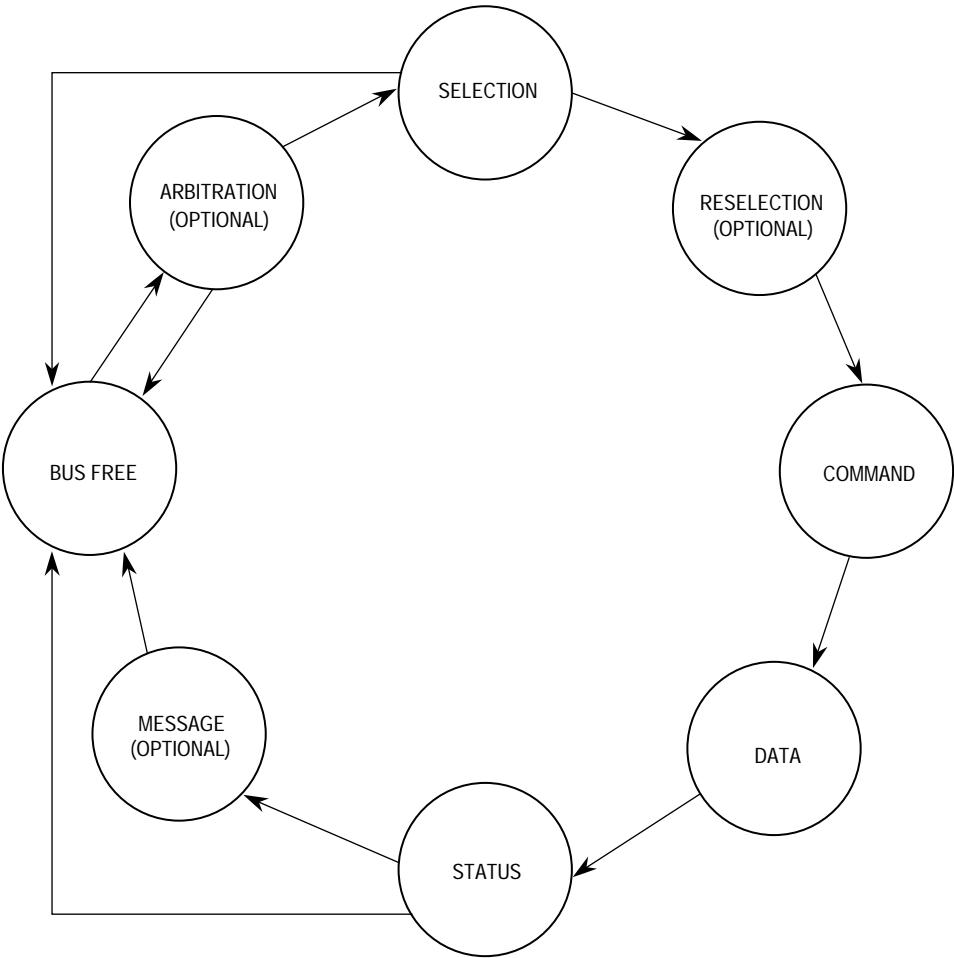 SELECTION
ARBITRATION
(OPTIONAL)
RESELECTION
(OPTIONAL)
BUS FREE
COMMAND
MESSAGE
(OPTIONAL)
DATA
STATUS